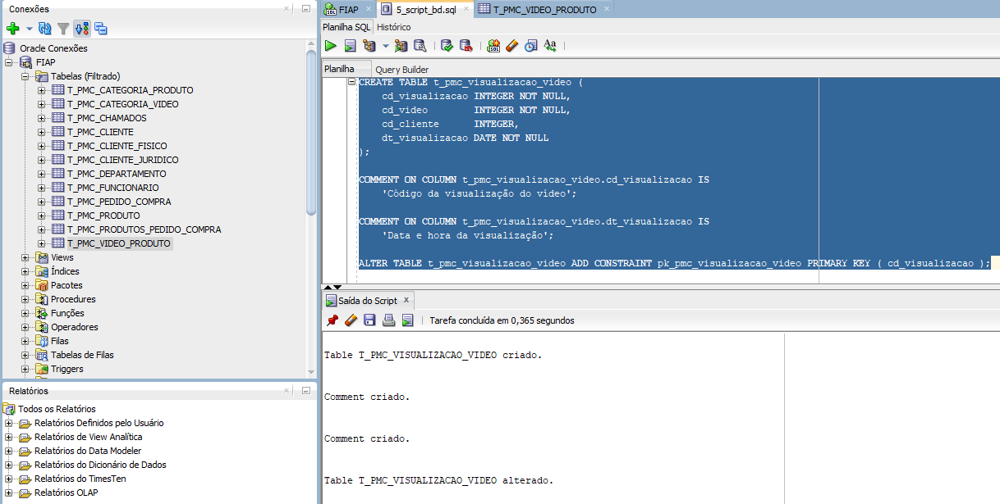 Conexões
Oracle Conexões
FIAP
Tabelas (Filtrado)
T_PMC_CATEGORIA_PRODUTO
T_PMC_CATEGORIA_VIDEO
T_PMC_CHAMADOS
T_PMC_CLIENTE
T_PMC_CLIENTE_FISICO
T_PMC_CLIENTE_JURIDICO
T_PMC_DEPARTAMENTO
T_PMC_FUNCIONARIO
T_PMC_PEDIDO_COMPRA
T_PMC_PRODUTO
T_PMC_PRODUTOS_PEDIDO_COMPRA
T_PMC_VIDEO_PRODUTO
Views
Índices
Pacotes
Procedures
Funções
Operadores
Filas
Tabelas de Filas
Triggers
Relatórios
Todos os Relatórios
Relatórios Definidos pelo Usuário
Relatórios de View Analítica
Relatórios do Data Modeler
Relatórios do Dicionário de Dados
Relatórios do TimesTen
Relatórios OLAP
FIAP 5_script_bd.sql T_PMC_VIDEO_PRODUTO
Planilha SQL Histórico
Planilha Query Builder
CREATE TABLE t_pmc_visualizacao_video (
cd_visualizacao INTEGER NOT NULL,
cd_video INTEGER NOT NULL,
cd_cliente INTEGER,
dt_visualizacao DATE NOT NULL
);
COMMENT ON COLUMN t_pmc_visualizacao_video.cd_visualizacao IS
'Código da visualização do vídeo';
COMMENT ON COLUMN t_pmc_visualizacao_video.dt_visualizacao IS
'Data e hora da visualização';
ALTER TABLE t_pmc_visualizacao_video ADD CONSTRAINT pk_pmc_visualizacao_video PRIMARY KEY ( cd_visualizacao );
Saída do Script x
Tarefa concluída em 0,365 segundos
Table T_PMC_VISUALIZACAO_VIDEO criado.
Comment criado.
Comment criado.
Table T_PMC_VISUALIZACAO_VIDEO alterado.